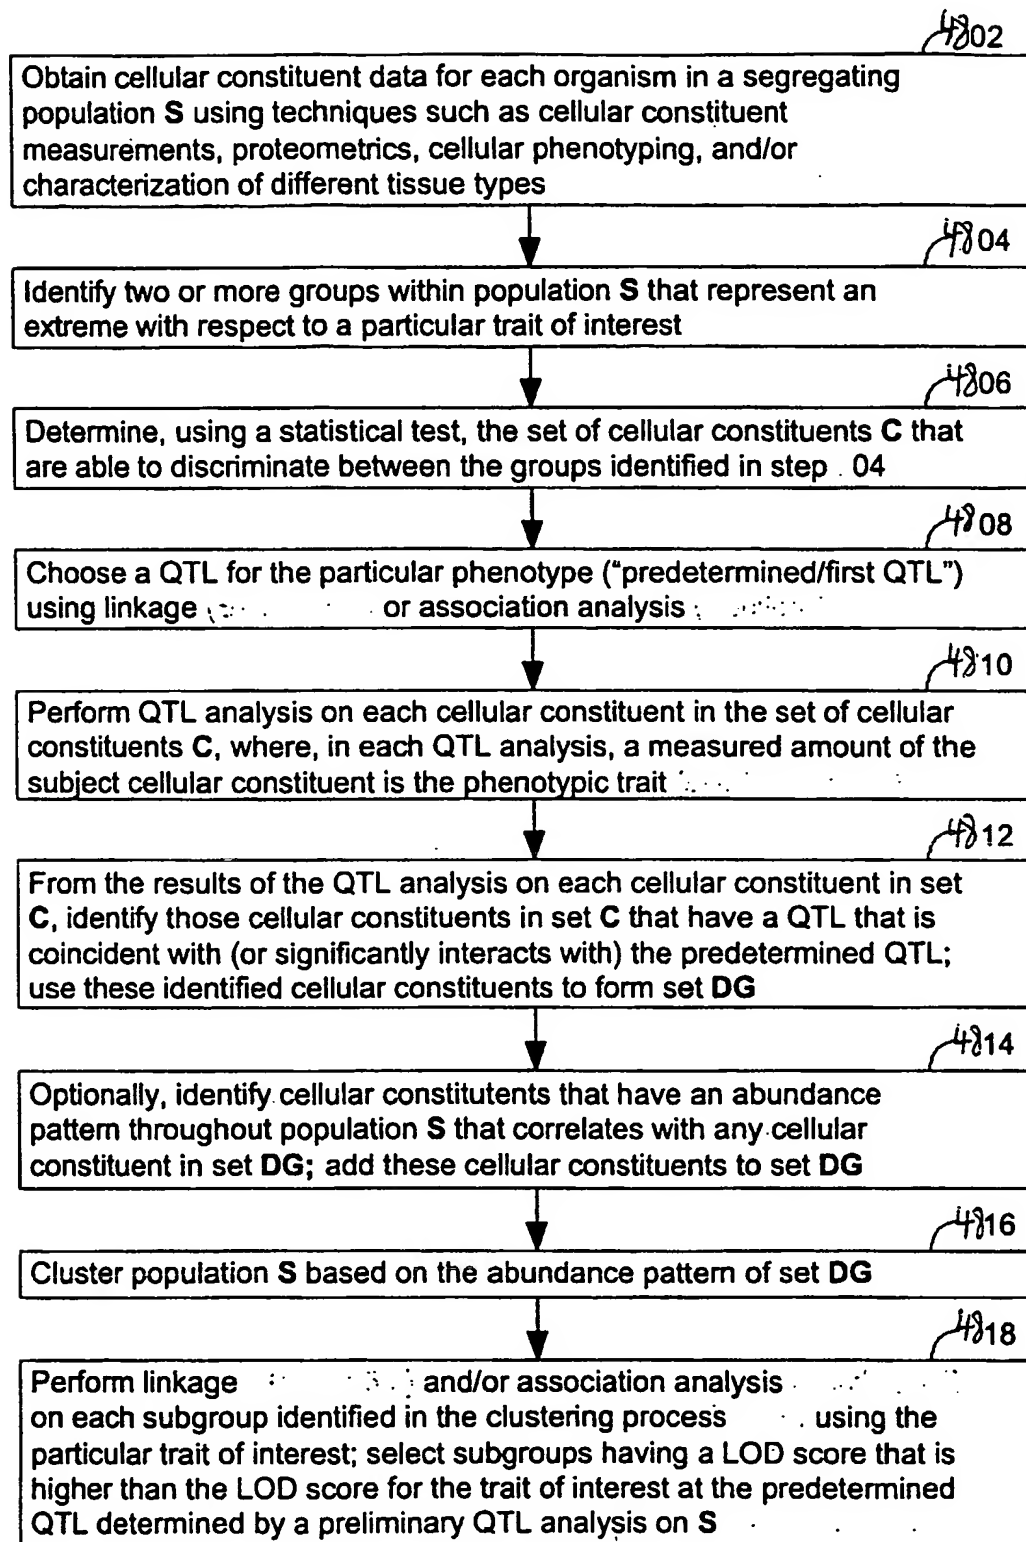 4802
Obtain cellular constituent data for each organism in a segregating
population S using techniques such as cellular constituent
measurements, proteometrics, cellular phenotyping, and/or
characterization of different tissue types
4804
Identify two or more groups within population S that represent an
extreme with respect to a particular trait of interest
4806
Determine, using a statistical test, the set of cellular constituents C that
are able to discriminate between the groups identified in step 04
4808
Choose a QTL for the particular phenotype ("predetermined/first QTL")
using linkage or association analysis
4810
Perform QTL analysis on each cellular constituent in the set of cellular
constituents C, where, in each QTL analysis, a measured amount of the
subject cellular constituent is the phenotypic trait
4812
From the results of the QTL analysis on each cellular constituent in set
C, identify those cellular constituents in set C that have a QTL that is
coincident with (or significantly interacts with) the predetermined QTL;
use these identified cellular constituents to form set DG
4814
Optionally, identify cellular constitutents that have an abundance
pattern throughout population S that correlates with any cellular
constituent in set DG; add these cellular constituents to set DG
4816
Cluster population S based on the abundance pattern of set DG
4818
Perform linkage and/or association analysis
on each subgroup identified in the clustering process using the
particular trait of interest; select subgroups having a LOD score that is
higher than the LOD score for the trait of interest at the predetermined
QTL determined by a preliminary QTL analysis on S